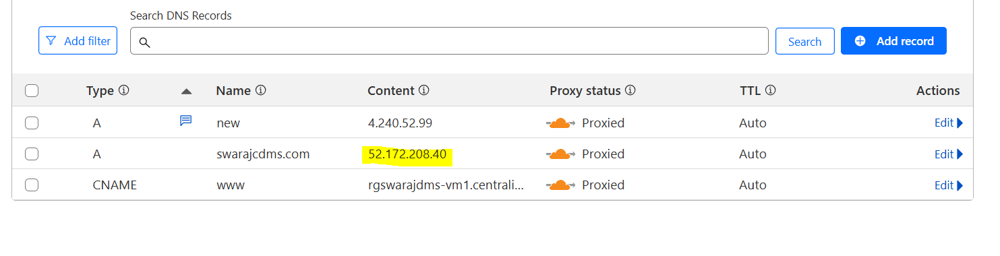 Search DNS Records
Add filter
Search
Add record
Type Name Content Proxy status TTL Actions
A new 4.240.52.99 Proxied Auto Edit
A swarajcdms.com 52.172.208.40 Proxied Auto Edit
CNAME www rgswarajdms-vm1.centrali... Proxied Auto Edit